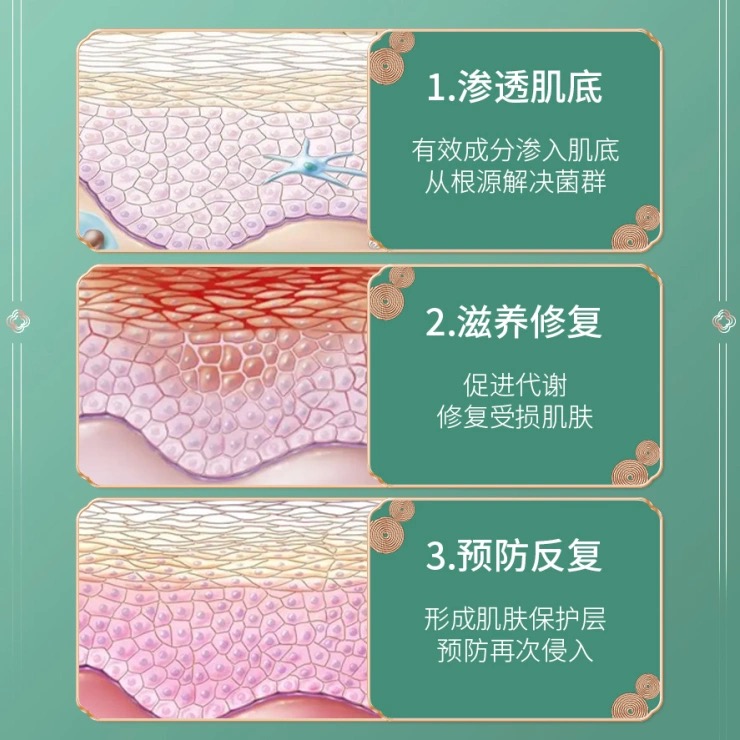 1.渗透肌底
有效成分渗入肌底
从根源解决菌群
2.滋养修复
促进代谢
修复受损肌肤
3.预防反复
形成肌肤保护层
预防再次侵入